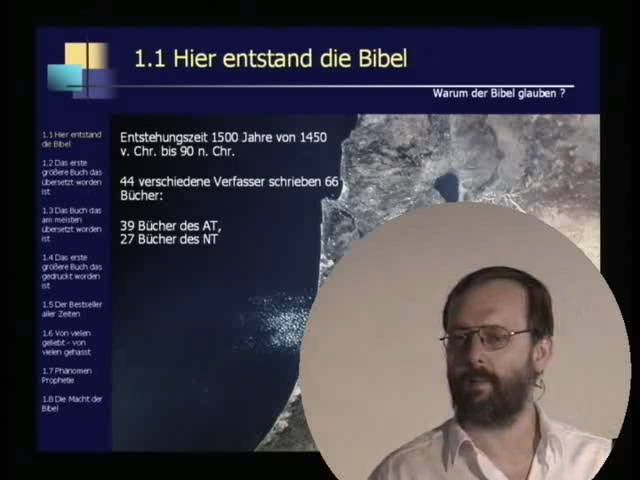 1.1 Hier entstand die Bibel
Warum der Bibel glauben ?
1.1 Hier entstand
die Bibel
1.2 Das erste
größere Buch das
übersetzt worden
ist
1.3 Das Buch das
am meisten
übersetzt worden
ist
1.4 Das erste
größere Buch das
gedruckt worden
ist
1.5 Der Bestseller
aller Zeiten
1.6 Von vielen
geliebt - von
vielen gehasst
1.7 Phänomen
Prophetie
1.8 Die Macht der
Bibel
Entstehungszeit 1500 Jahre von 1450
v. Chr. bis 90 n. Chr.
44 verschiedene Verfasser schrieben 66
Bücher:
39 Bücher des AT,
27 Bücher des NT